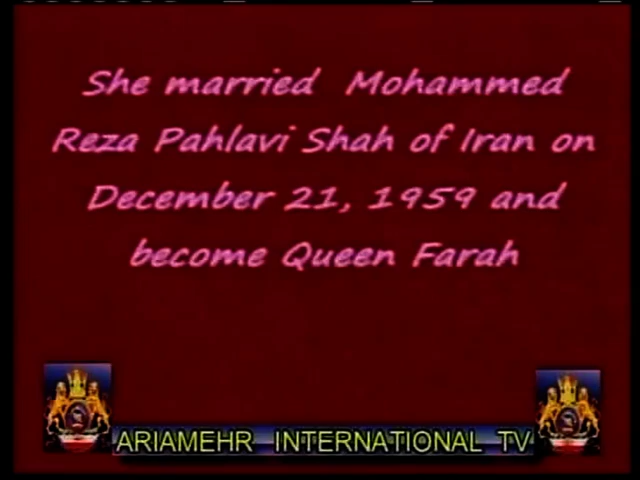 She married Mohammed
Reza Pahlavi Shah of Iran on
December 21, 1959 and
become Queen Farah
ARIAMEHR INTERNATIONAL TV